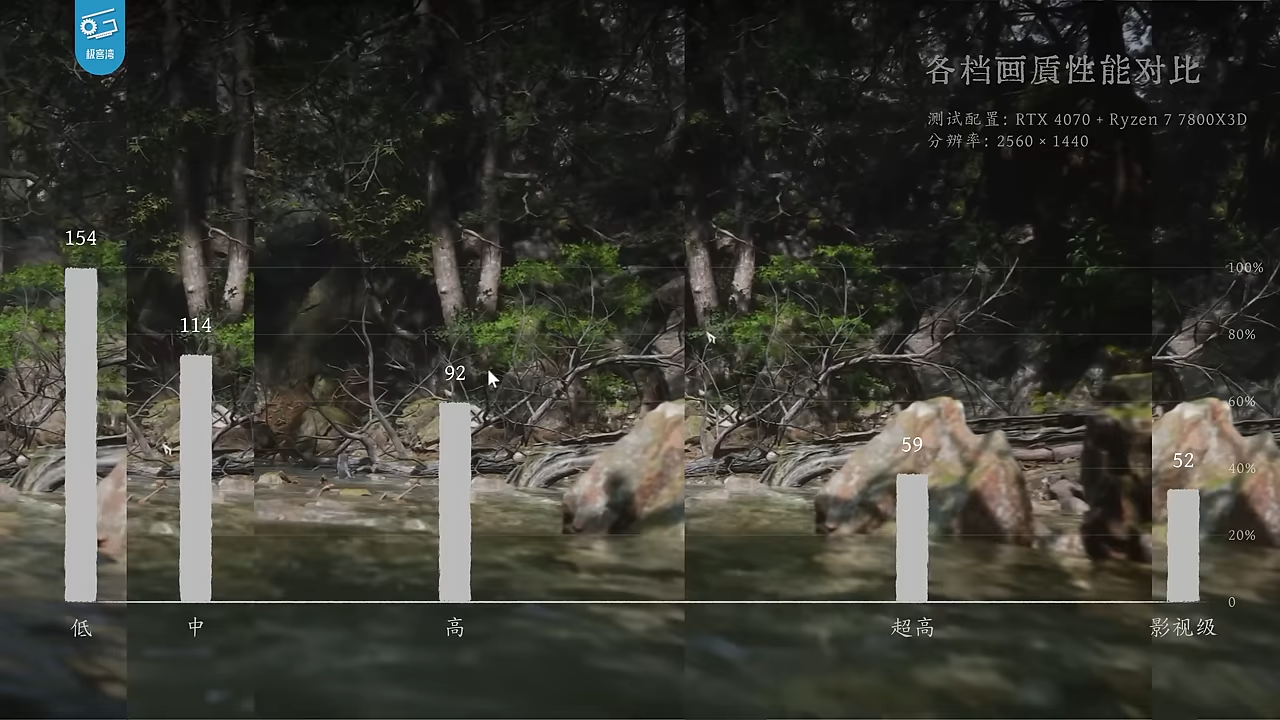 极客湾
各档画質性能对比
测试配置: RTX 4070 + Ryzen 7 7800X3D
分辨率: 2560 × 1440
154
114
92
59
52
100%
80%
60%
40%
20%
0
低
中
高
超高
影视级